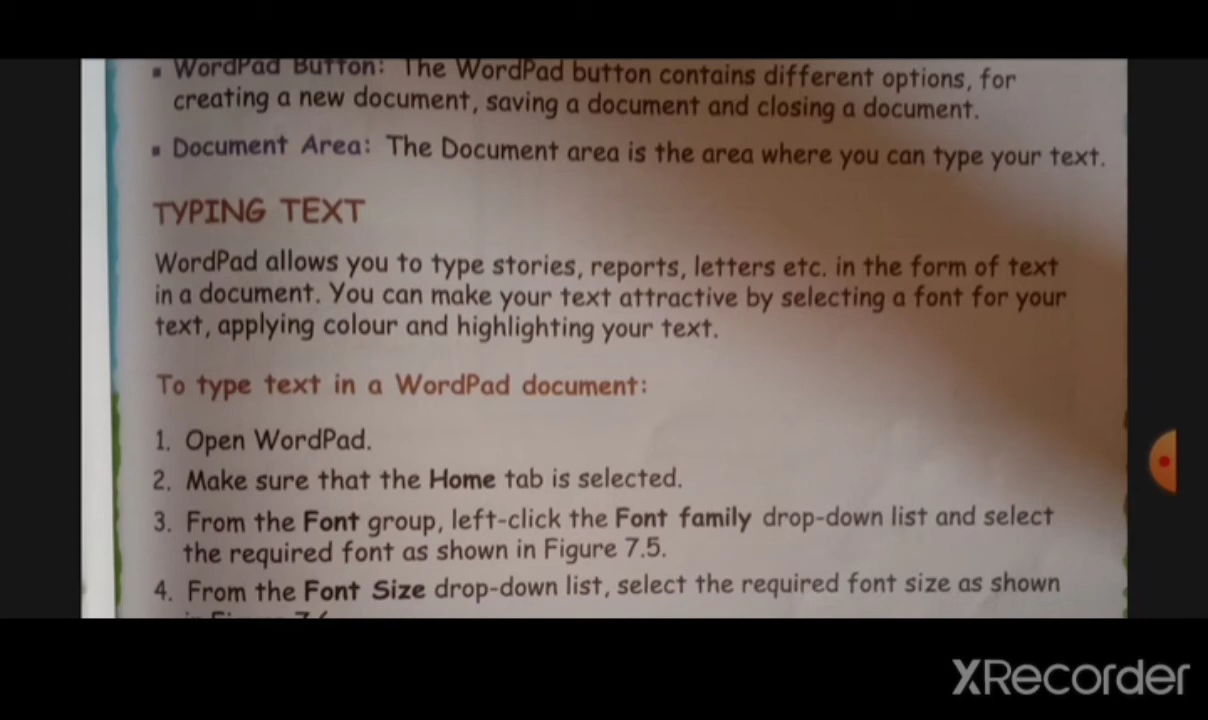 ▪ WordPad Button: The WordPad button contains different options, for
creating a new document, saving a document and closing a document.
▪ Document Area: The Document area is the area where you can type your text.
TYPING TEXT
WordPad allows you to type stories, reports, letters etc. in the form of text
in a document. You can make your text attractive by selecting a font for your
text, applying colour and highlighting your text.
To type text in a WordPad document:
1. Open WordPad.
2. Make sure that the Home tab is selected.
3. From the Font group, left-click the Font family drop-down list and select
the required font as shown in Figure 7.5.
4. From the Font Size drop-down list, select the required font size as shown
XRecorder